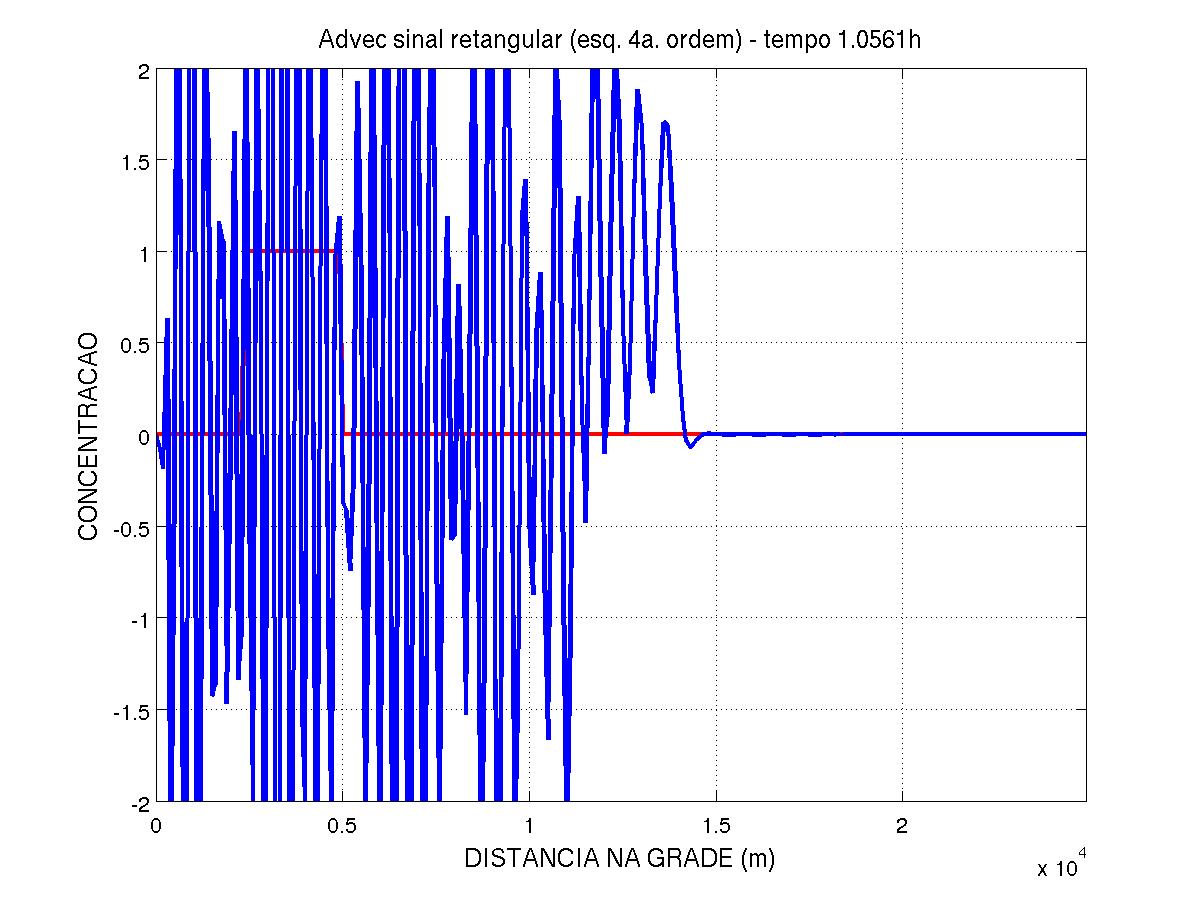 Advec sinal retangular (esq. 4a. ordem) - tempo 1.0561h
2
1.5
1
0.5
0
-0.5
-1
-1.5
-2
CONCENTRACAO
0 0.5 1 1.5 2
DISTANCIA NA GRADE (m)
x 10^4